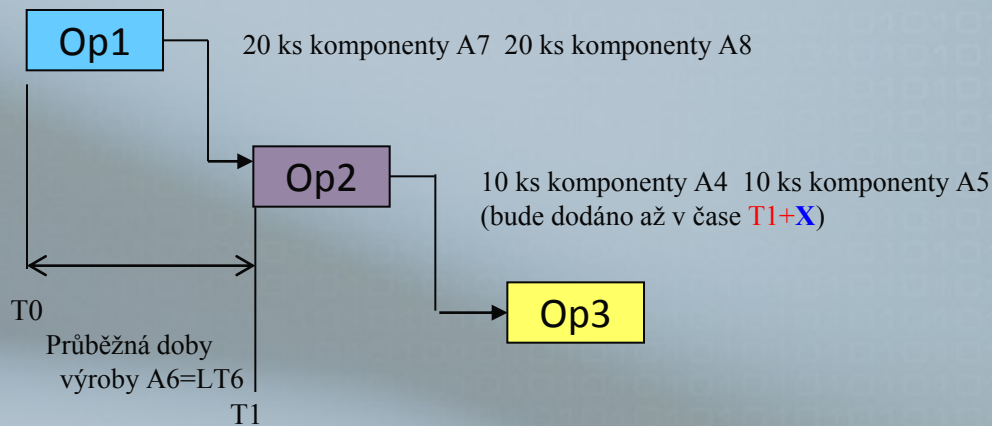 Op1
20 ks komponenty A7  20 ks komponenty A8
Op2
10 ks komponenty A4  10 ks komponenty A5
(bude dodáno až v čase T1+X)
Op3
T0
Průběžná doby
výroby A6=LT6
T1